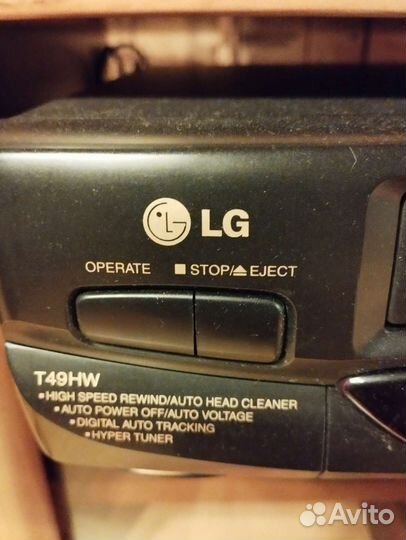 LG
OPERATE ■ STOP/⏏ EJECT
T49HW
▪HIGH SPEED REWIND/AUTO HEAD CLEANER
▪AUTO POWER OFF/AUTO VOLTAGE
▪DIGITAL AUTO TRACKING
▪HYPER TUNER
Avito